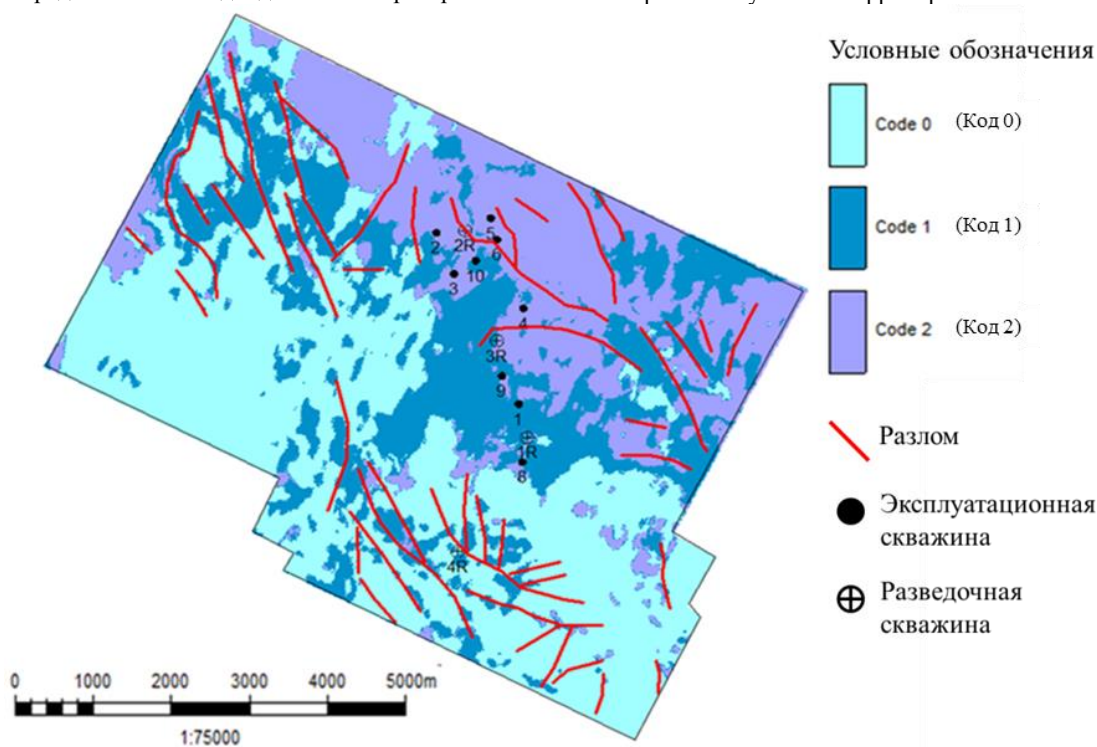 Условные обозначения
Code 0 (Код 0)
Code 1 (Код 1)
Code 2 (Код 2)
Разлом
Эксплуатационная
скважина
Разведочная
скважина
5
2
2R
6
10
3
4
3R
9
1
1R
8
4R
0 1000 2000 3000 4000 5000m
1:75000